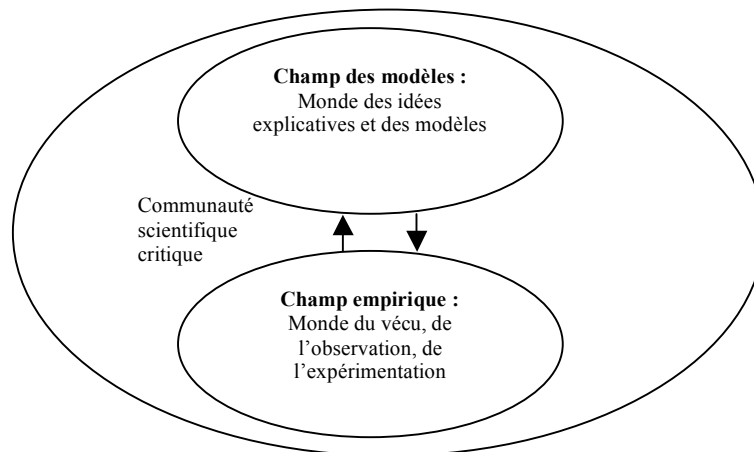 Champ des modèles :
Monde des idées
explicatives et des modèles
Communauté
scientifique
critique
Champ empirique :
Monde du vécu, de
l’observation, de
l’expérimentation